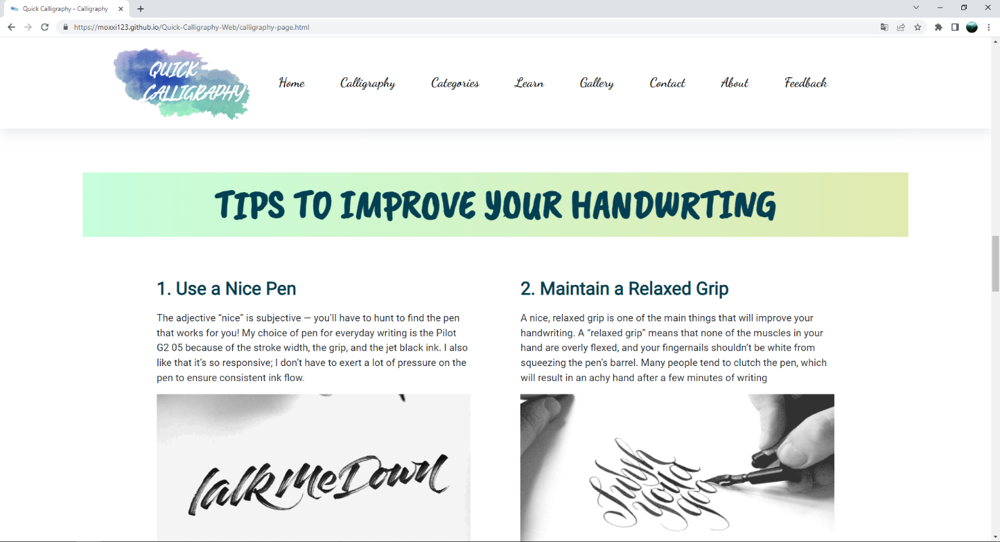 Quick Calligraphy - Calligraphy
https://moxxi123.github.io/Quick-Calligraphy-Web/calligraphy-page.html
QUICK
CALLIGRAPHY
Home Calligraphy Categories Learn Gallery Contact About Feedback
TIPS TO IMPROVE YOUR HANDWRTING
1. Use a Nice Pen
The adjective “nice” is subjective — you’ll have to hunt to find the pen
that works for you! My choice of pen for everyday writing is the Pilot
G2 05 because of the stroke width, the grip, and the jet black ink. I also
like that it’s so responsive; I don’t have to exert a lot of pressure on the
pen to ensure consistent ink flow.
Talk Me Down
2. Maintain a Relaxed Grip
A nice, relaxed grip is one of the main things that will improve your
handwriting. A “relaxed grip” means that none of the muscles in your
hand are overly flexed, and your fingernails shouldn’t be white from
squeezing the pen’s barrel. Many people tend to clutch the pen, which
will result in an achy hand after a few minutes of writing